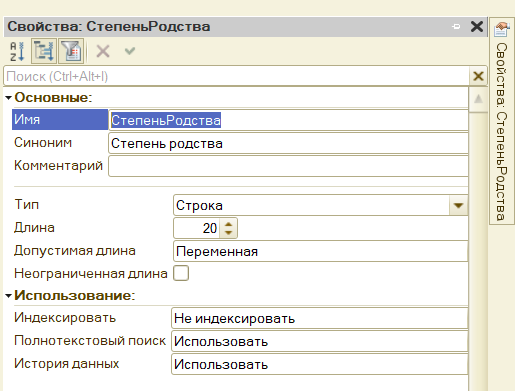 Свойства: СтепеньРодства
Поиск (Ctrl+Alt+I)
Основные:
Имя СтепеньРодства
Синоним Степень родства
Комментарий
Тип Строка
Длина 20
Допустимая длина Переменная
Неограниченная длина
Использование:
Индексировать Не индексировать
Полнотекстовый поиск Использовать
История данных Использовать
Свойства: СтепеньРодства